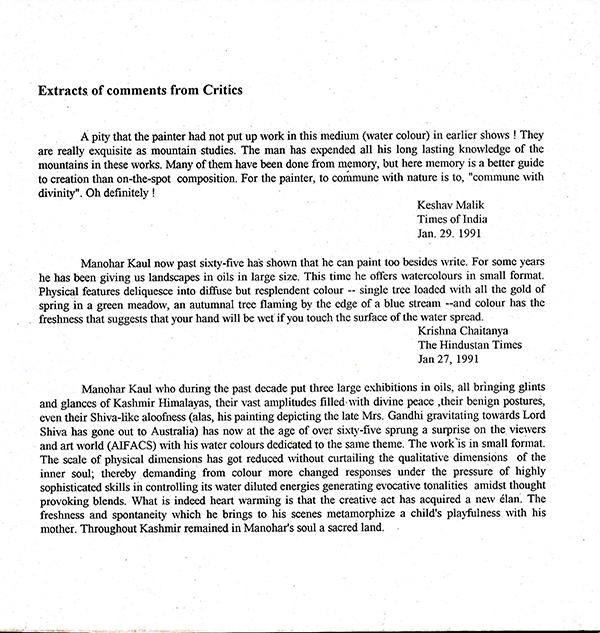 Extracts of comments from Critics
A pity that the painter had not put up work in this medium (water colour) in earlier shows ! They
are really exquisite as mountain studies. The man has expended all his long lasting knowledge of the
mountains in these works. Many of them have been done from memory, but here memory is a better guide
to creation than on-the-spot composition. For the painter, to commune with nature is to, "commune with
divinity". Oh definitely !
Keshav Malik
Times of India
Jan. 29. 1991
Manohar Kaul now past sixty-five has shown that he can paint too besides write. For some years
he has been giving us landscapes in oils in large size. This time he offers watercolours in small format.
Physical features deliquesce into diffuse but resplendent colour -- single tree loaded with all the gold of
spring in a green meadow, an autumnal tree flaming by the edge of a blue stream --and colour has the
freshness that suggests that your hand will be wet if you touch the surface of the water spread.
Krishna Chaitanya
The Hindustan Times
Jan 27, 1991
Manohar Kaul who during the past decade put three large exhibitions in oils, all bringing glints
and glances of Kashmir Himalayas, their vast amplitudes filled with divine peace ,their benign postures,
even their Shiva-like aloofness (alas, his painting depicting the late Mrs. Gandhi gravitating towards Lord
Shiva has gone out to Australia) has now at the age of over sixty-five sprung a surprise on the viewers
and art world (AIFACS) with his water colours dedicated to the same theme. The work is in small format.
The scale of physical dimensions has got reduced without curtailing the qualitative dimensions of the
inner soul; thereby demanding from colour more changed responses under the pressure of highly
sophisticated skills in controlling its water diluted energies generating evocative tonalities amidst thought
provoking blends. What is indeed heart warming is that the creative act has acquired a new élan. The
freshness and spontaneity which he brings to his scenes metamorphize a child's playfulness with his
mother. Throughout Kashmir remained in Manohar's soul a sacred land.